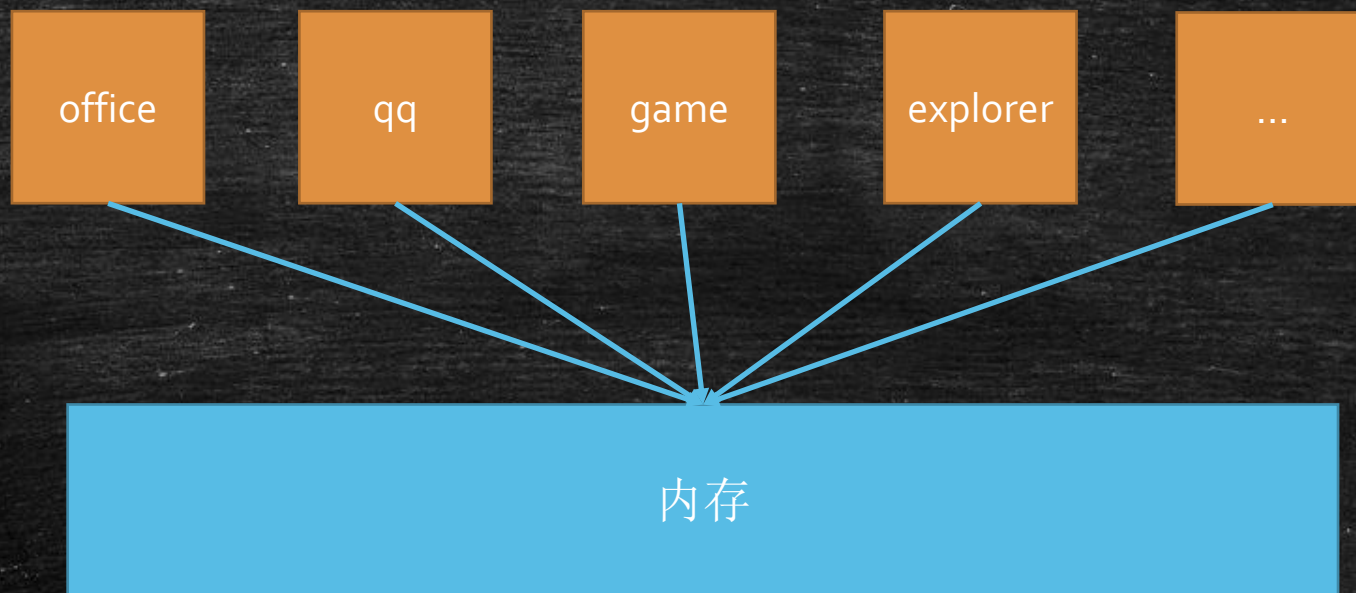 office
qq
game
explorer
...
内存